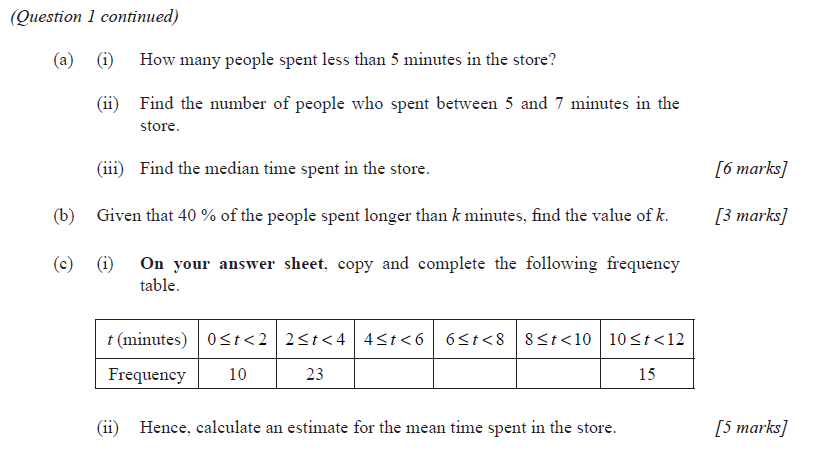 (Question 1 continued)
(a) (i) How many people spent less than 5 minutes in the store?
(ii) Find the number of people who spent between 5 and 7 minutes in the
store.
(iii) Find the median time spent in the store. [6 marks]
(b) Given that 40 % of the people spent longer than k minutes, find the value of k. [3 marks]
(c) (i) On your answer sheet, copy and complete the following frequency
table.
t (minutes) 0 ≤ t < 2 2 ≤ t < 4 4 ≤ t < 6 6 ≤ t < 8 8 ≤ t < 10 10 ≤ t < 12
Frequency 10 23 15
(ii) Hence, calculate an estimate for the mean time spent in the store. [5 marks]